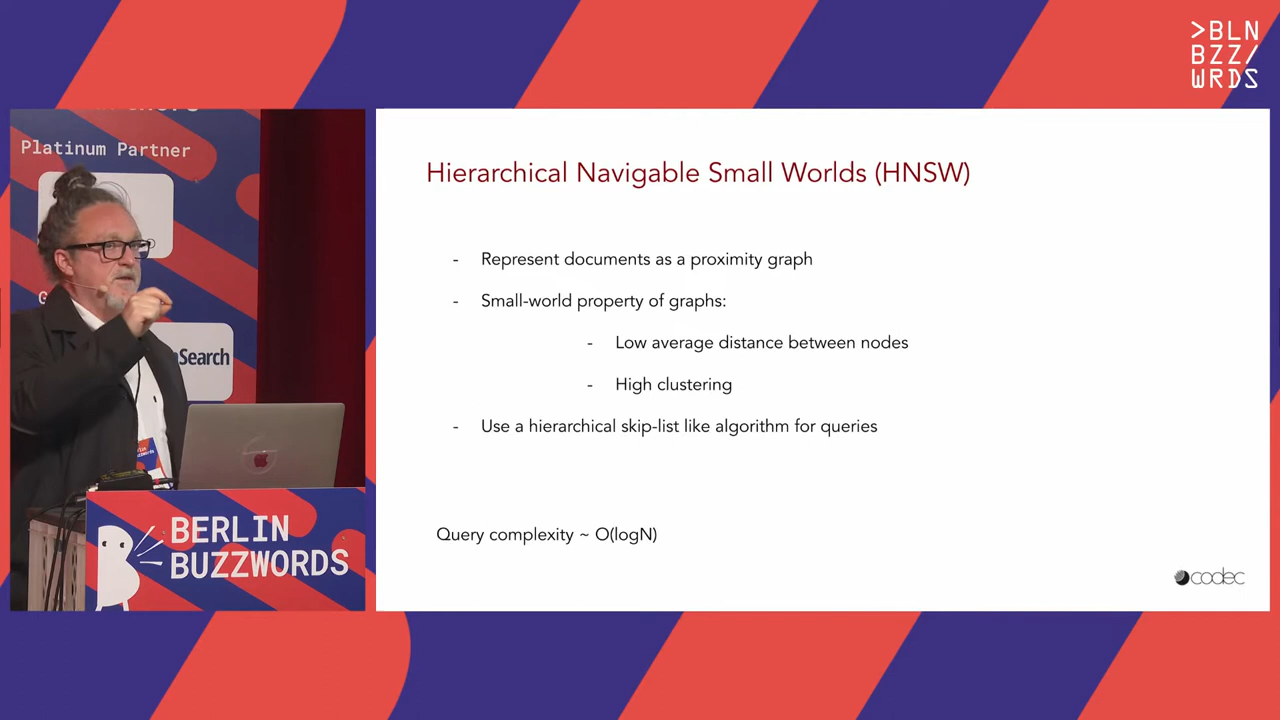 >BLN
BZZ/
WRDS
Platinum Partner
Search
BERLIN
BUZZWORDS
Hierarchical Navigable Small Worlds (HNSW)
- Represent documents as a proximity graph
- Small-world property of graphs:
- Low average distance between nodes
- High clustering
- Use a hierarchical skip-list like algorithm for queries
Query complexity ~ O(logN)
codec